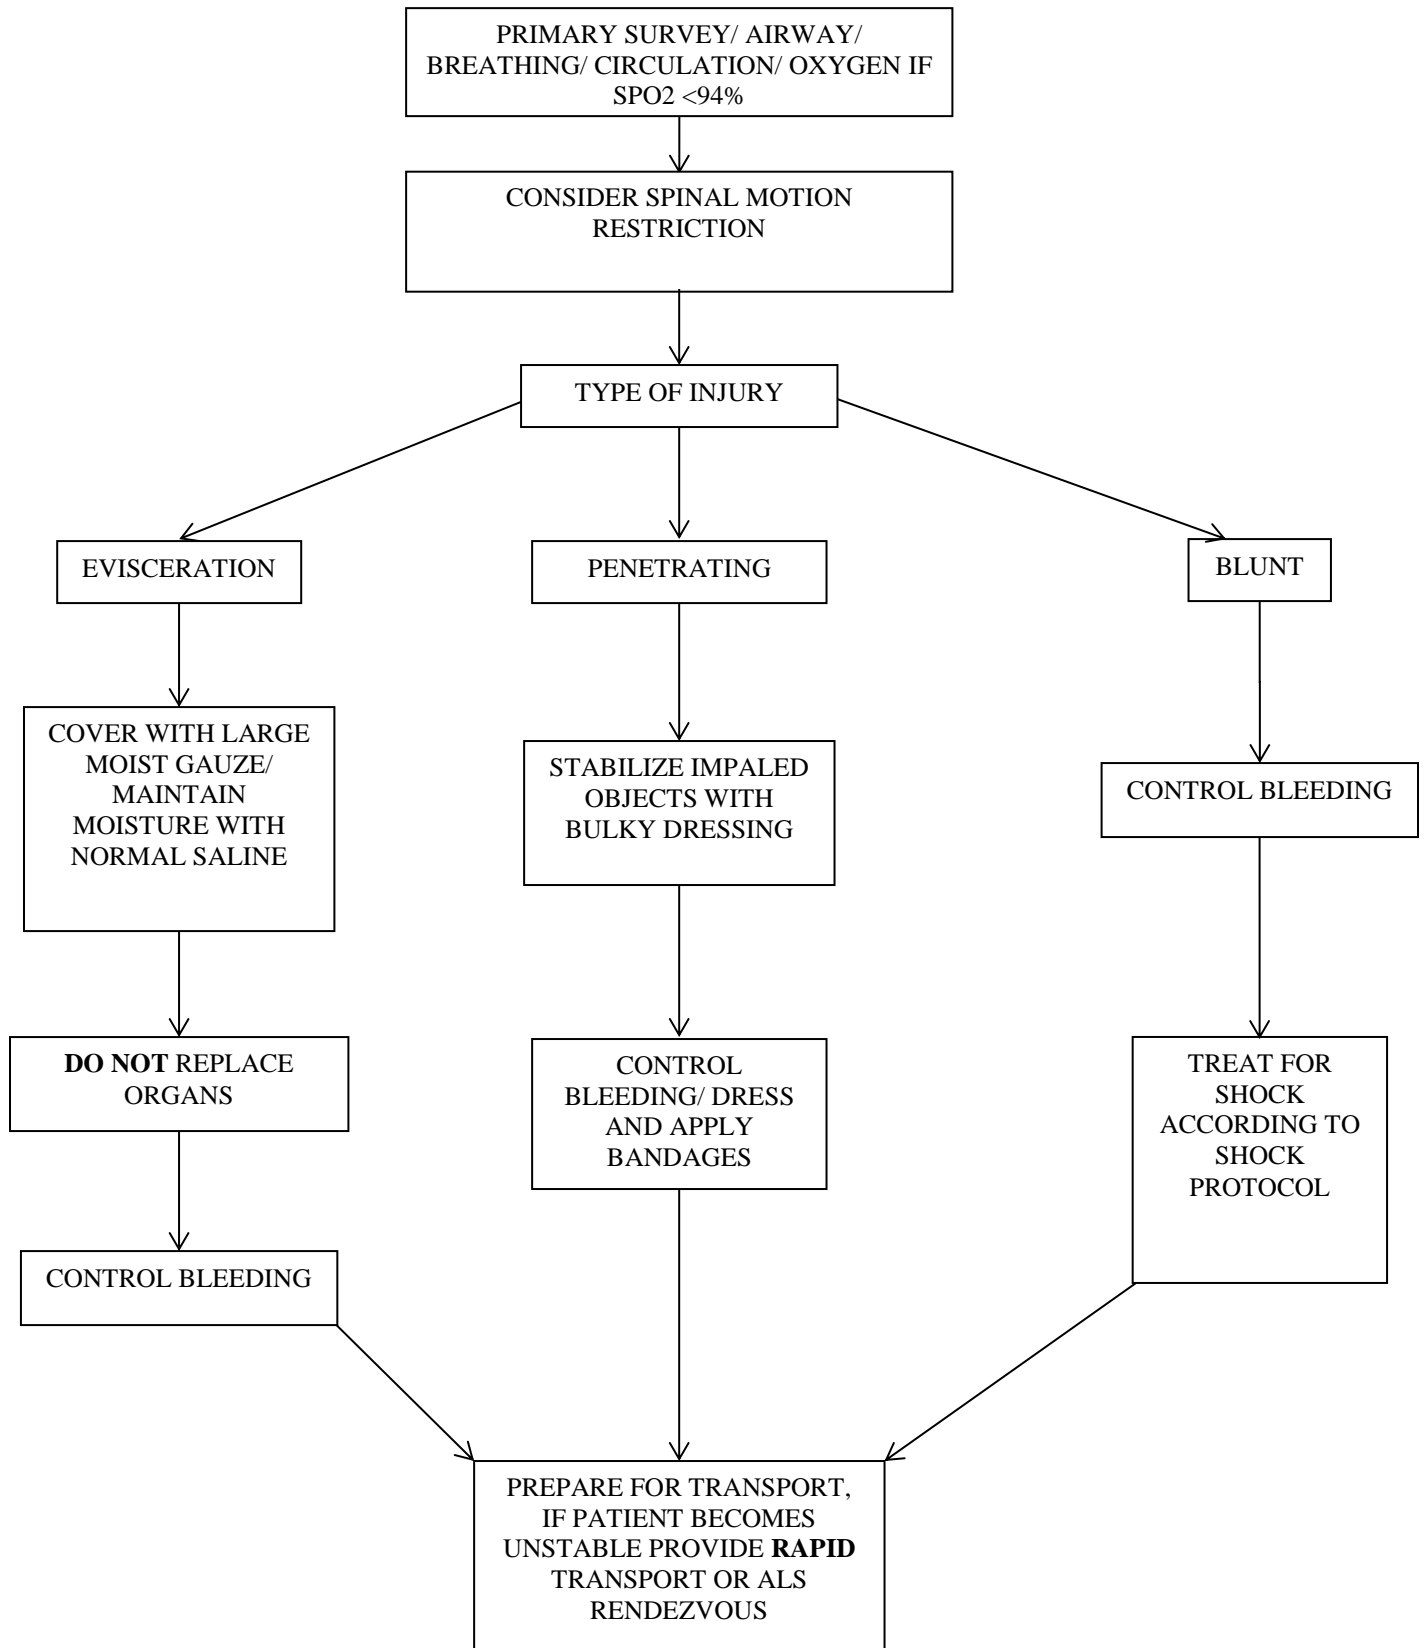 PRIMARY SURVEY/ AIRWAY/
BREATHING/ CIRCULATION/ OXYGEN IF
SPO2 <94%
CONSIDER SPINAL MOTION
RESTRICTION
TYPE OF INJURY
EVISCERATION
COVER WITH LARGE
MOIST GAUZE/
MAINTAIN
MOISTURE WITH
NORMAL SALINE
DO NOT REPLACE
ORGANS
CONTROL BLEEDING
PENETRATING
STABILIZE IMPALED
OBJECTS WITH
BULKY DRESSING
CONTROL
BLEEDING/ DRESS
AND APPLY
BANDAGES
BLUNT
CONTROL BLEEDING
TREAT FOR
SHOCK
ACCORDING TO
SHOCK
PROTOCOL
PREPARE FOR TRANSPORT,
IF PATIENT BECOMES
UNSTABLE PROVIDE RAPID
TRANSPORT OR ALS
RENDEZVOUS